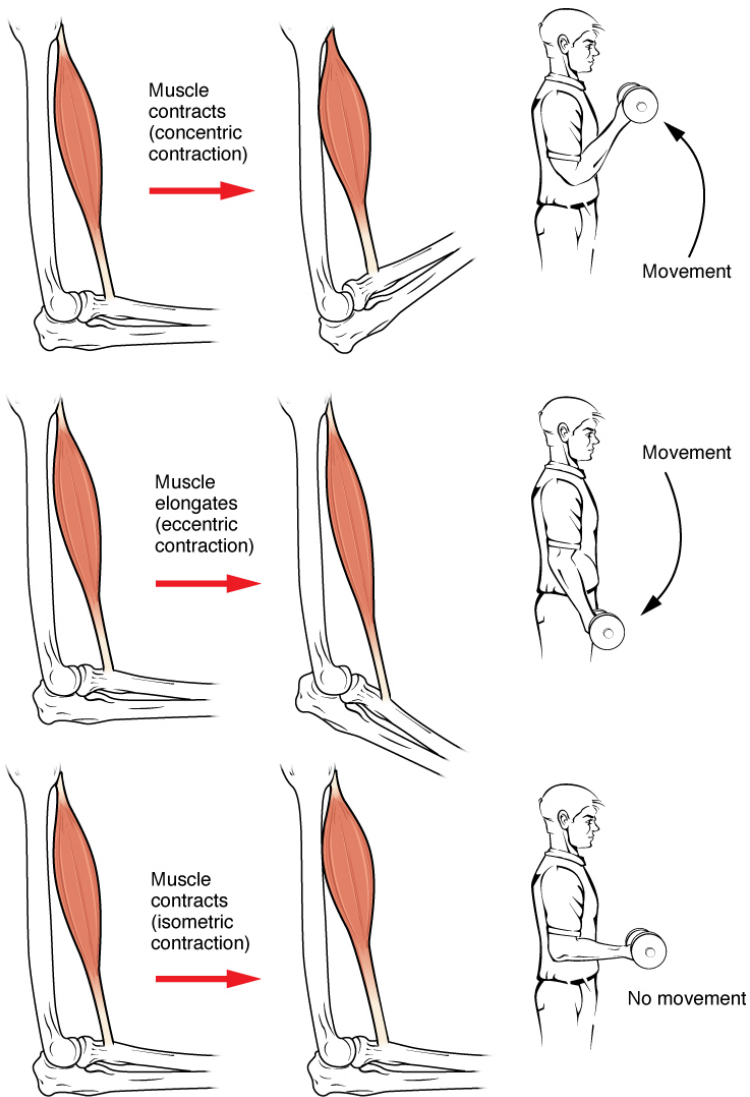 Muscle
contracts
(concentric
contraction)
Movement
Muscle
elongates
(eccentric
contraction)
Movement
Muscle
contracts
(isometric
contraction)
No movement